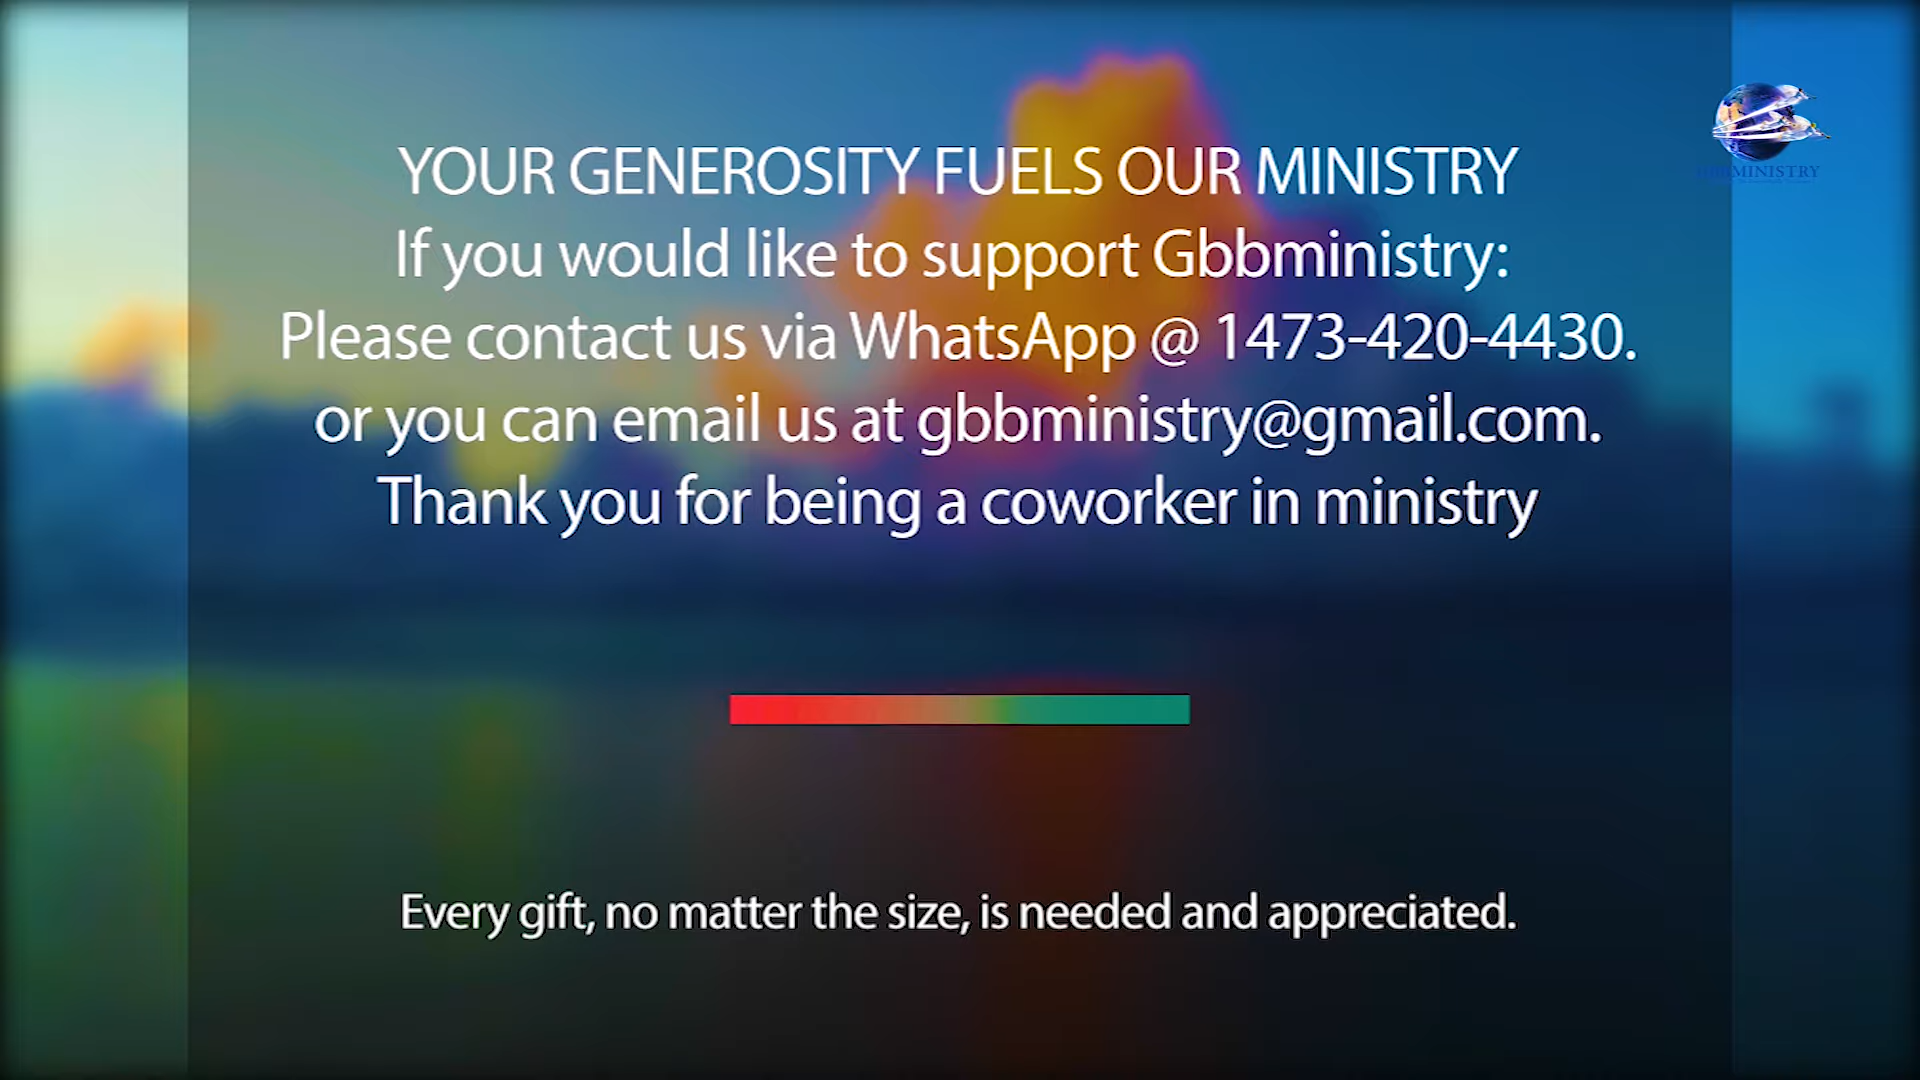 YOUR GENEROSITY FUELS OUR MINISTRY
If you would like to support Gbbministry:
Please contact us via WhatsApp @ 1473-420-4430.
or you can email us at gbbministry@gmail.com.
Thank you for being a coworker in ministry
Every gift, no matter the size, is needed and appreciated.
MINISTRY